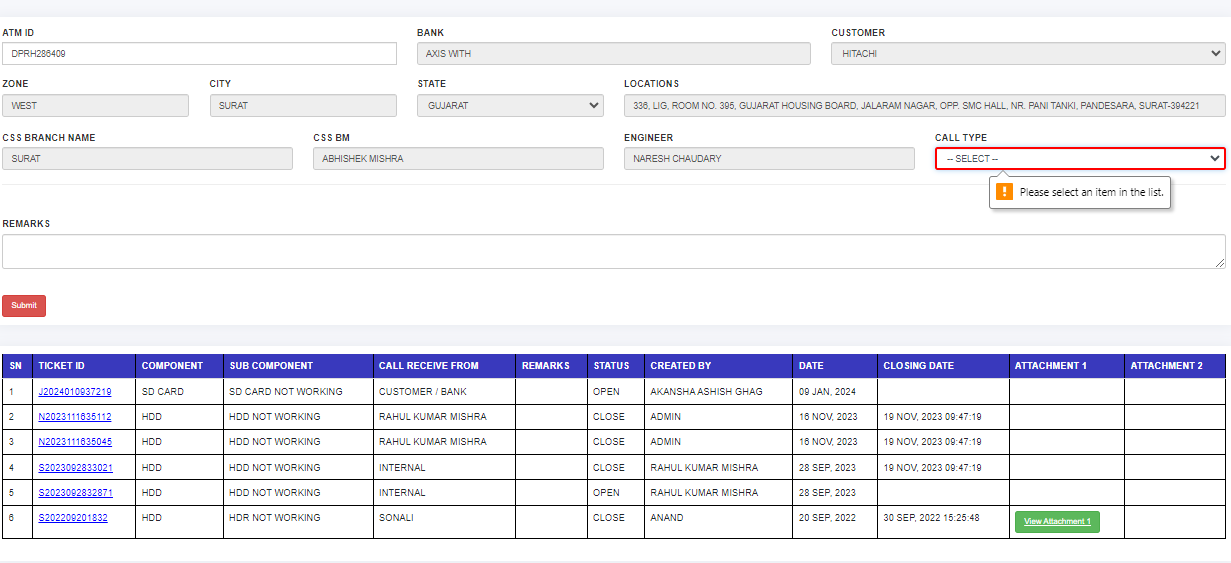 ATM ID BANK CUSTOMER
DPRH286409 AXIS WITH HITACHI
ZONE CITY STATE LOCATIONS
WEST SURAT GUJARAT 336, LIG, ROOM NO. 395, GUJARAT HOUSING BOARD, JALARAM NAGAR, OPP. SMC HALL, NR. PANI TANKI, PANDESARA, SURAT-394221
CSS BRANCH NAME CSS BM ENGINEER CALL TYPE
SURAT ABHISHEK MISHRA NARESH CHAUDARY -- SELECT --
! Please select an item in the list.
REMARKS
Submit
SN TICKET ID COMPONENT SUB COMPONENT CALL RECEIVE FROM REMARKS STATUS CREATED BY DATE CLOSING DATE ATTACHMENT 1 ATTACHMENT 2
1 J2024010937219 SD CARD SD CARD NOT WORKING CUSTOMER / BANK OPEN AKANSHA ASHISH GHAG 09 JAN, 2024
2 N2023111635112 HDD HDD NOT WORKING RAHUL KUMAR MISHRA CLOSE ADMIN 16 NOV, 2023 19 NOV, 2023 09:47:19
3 N2023111635045 HDD HDD NOT WORKING RAHUL KUMAR MISHRA CLOSE ADMIN 16 NOV, 2023 19 NOV, 2023 09:47:19
4 S2023092833021 HDD HDD NOT WORKING INTERNAL CLOSE RAHUL KUMAR MISHRA 28 SEP, 2023 19 NOV, 2023 09:47:19
5 S2023092832871 HDD HDD NOT WORKING INTERNAL OPEN RAHUL KUMAR MISHRA 28 SEP, 2023
6 S202209201832 HDD HDR NOT WORKING SONALI CLOSE ANAND 20 SEP, 2022 30 SEP, 2022 15:25:48 View Attachment 1